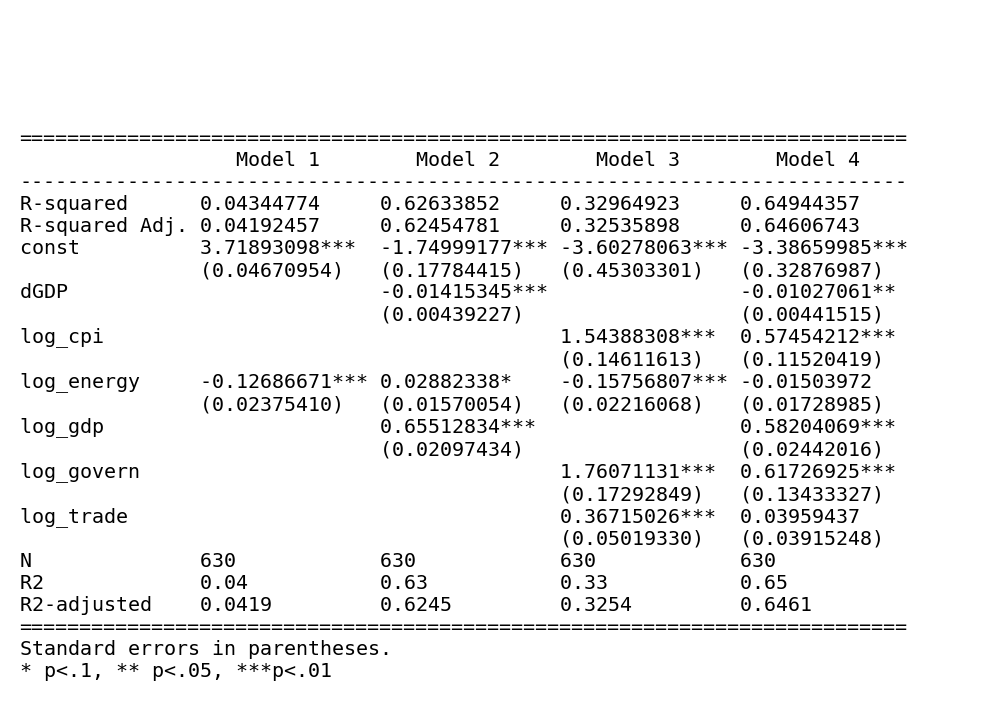 ==========================================================================
                  Model 1        Model 2        Model 3        Model 4
--------------------------------------------------------------------------
R-squared      0.04344774     0.62633852     0.32964923     0.64944357
R-squared Adj. 0.04192457     0.62454781     0.32535898     0.64606743
const          3.71893098***  -1.74999177*** -3.60278063*** -3.38659985***
               (0.04670954)   (0.17784415)   (0.45303301)   (0.32876987)
dGDP                          -0.01415345***                -0.01027061**
                              (0.00439227)                  (0.00441515)
log_cpi                                      1.54388308***  0.57454212***
                                             (0.14611613)   (0.11520419)
log_energy     -0.12686671*** 0.02882338*    -0.15756807*** -0.01503972
               (0.02375410)   (0.01570054)   (0.02216068)   (0.01728985)
log_gdp                       0.65512834***                 0.58204069***
                              (0.02097434)                  (0.02442016)
log_govern                                   1.76071131***  0.61726925***
                                             (0.17292849)   (0.13433327)
log_trade                                    0.36715026***  0.03959437
                                             (0.05019330)   (0.03915248)
N              630            630            630            630
R2             0.04           0.63           0.33           0.65
R2-adjusted    0.0419         0.6245         0.3254         0.6461
==========================================================================
Standard errors in parentheses.
* p<.1, ** p<.05, ***p<.01